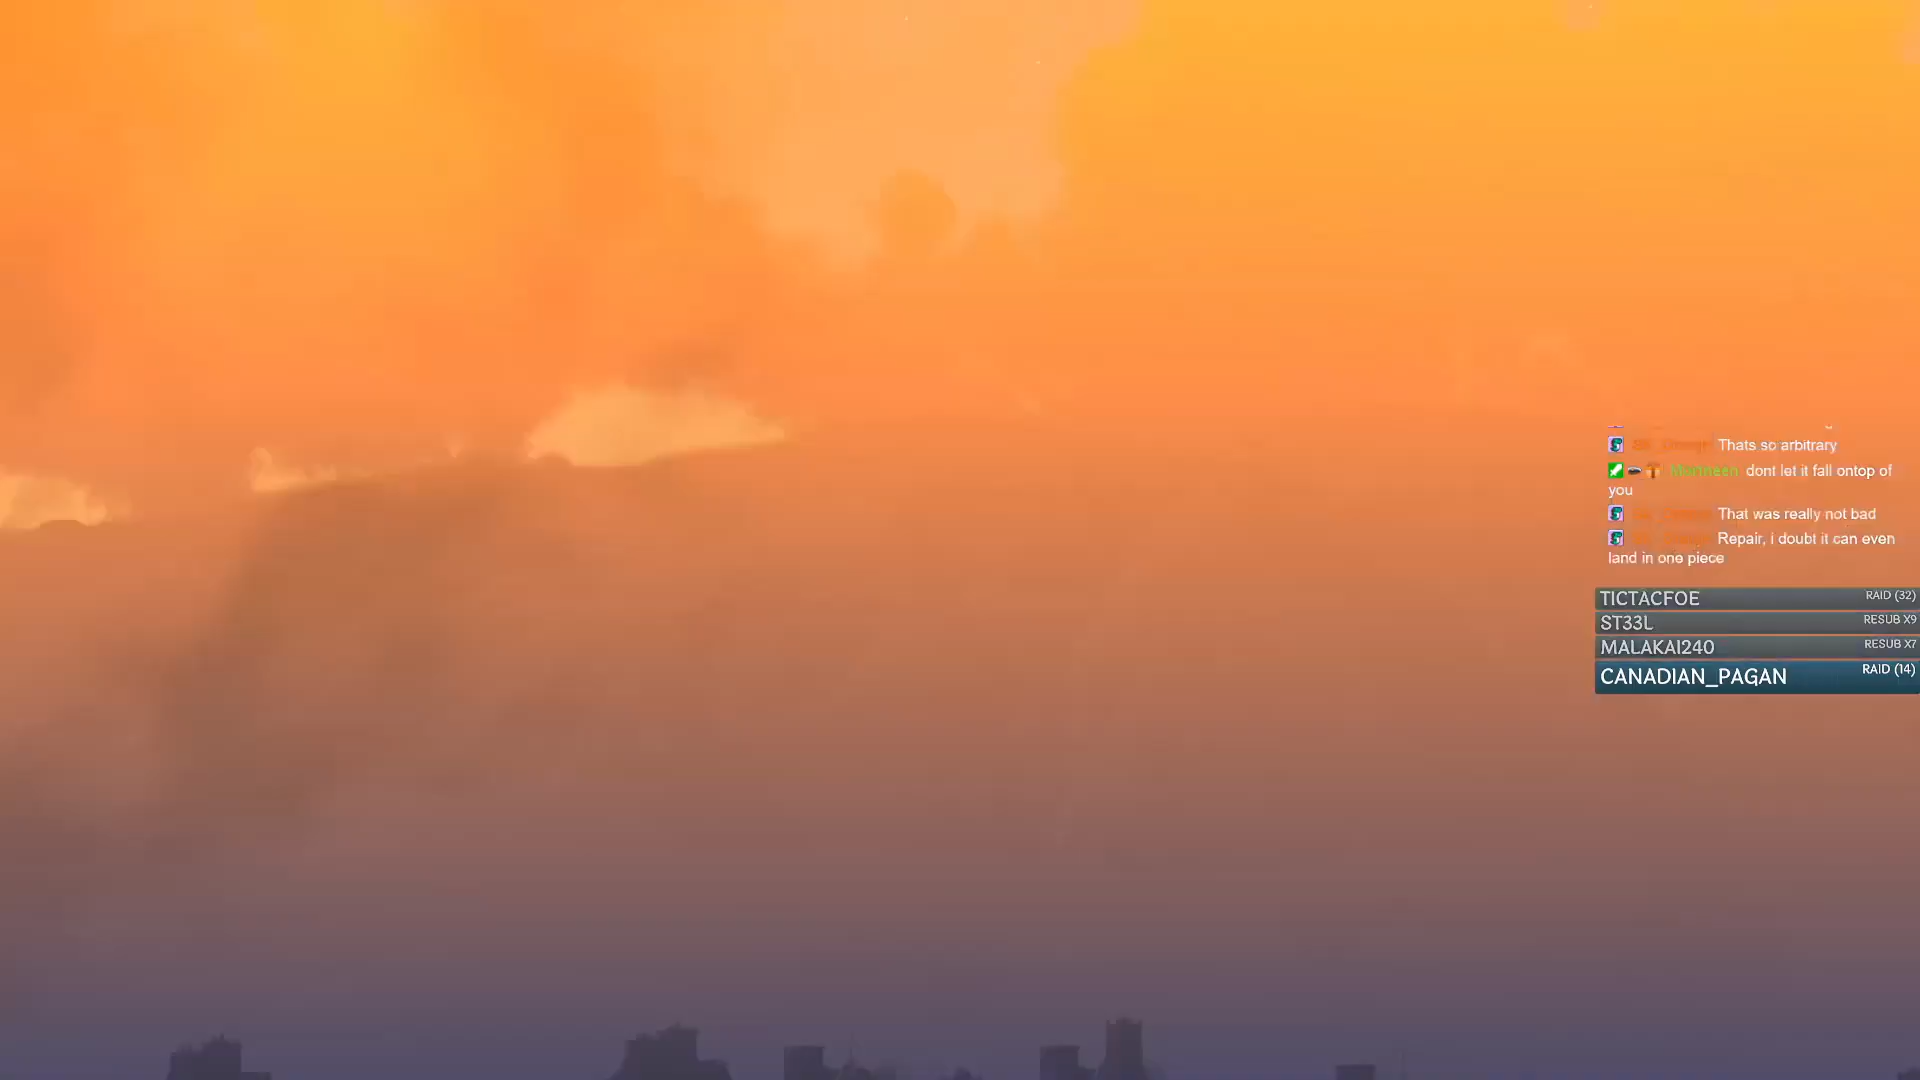 Thats so arbitrary
Mortneen dont let it fall ontop of
you
That was really not bad
Repair, i doubt it can even
land in one piece
TICTACFOE RAID (32)
ST33L RESUB X9
MALAKAI240 RESUB X7
CANADIAN_PAGAN RAID (14)